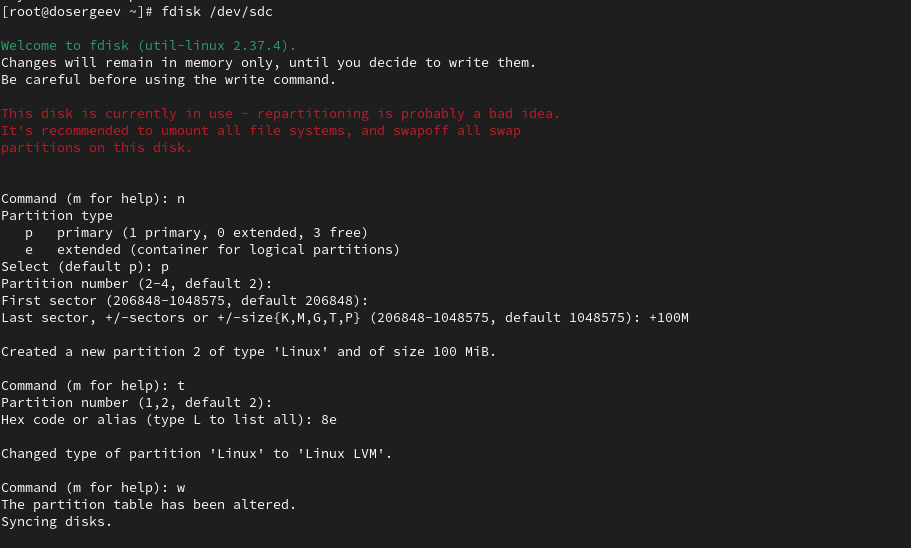 [root@dosergeev ~]# fdisk /dev/sdc
Welcome to fdisk (util-linux 2.37.4).
Changes will remain in memory only, until you decide to write them.
Be careful before using the write command.
This disk is currently in use - repartitioning is probably a bad idea.
It's recommended to umount all file systems, and swapoff all swap
partitions on this disk.
Command (m for help): n
Partition type
   p   primary (1 primary, 0 extended, 3 free)
   e   extended (container for logical partitions)
Select (default p): p
Partition number (2-4, default 2):
First sector (206848-1048575, default 206848):
Last sector, +/-sectors or +/-size{K,M,G,T,P} (206848-1048575, default 1048575): +100M
Created a new partition 2 of type 'Linux' and of size 100 MiB.
Command (m for help): t
Partition number (1,2, default 2):
Hex code or alias (type L to list all): 8e
Changed type of partition 'Linux' to 'Linux LVM'.
Command (m for help): w
The partition table has been altered.
Syncing disks.